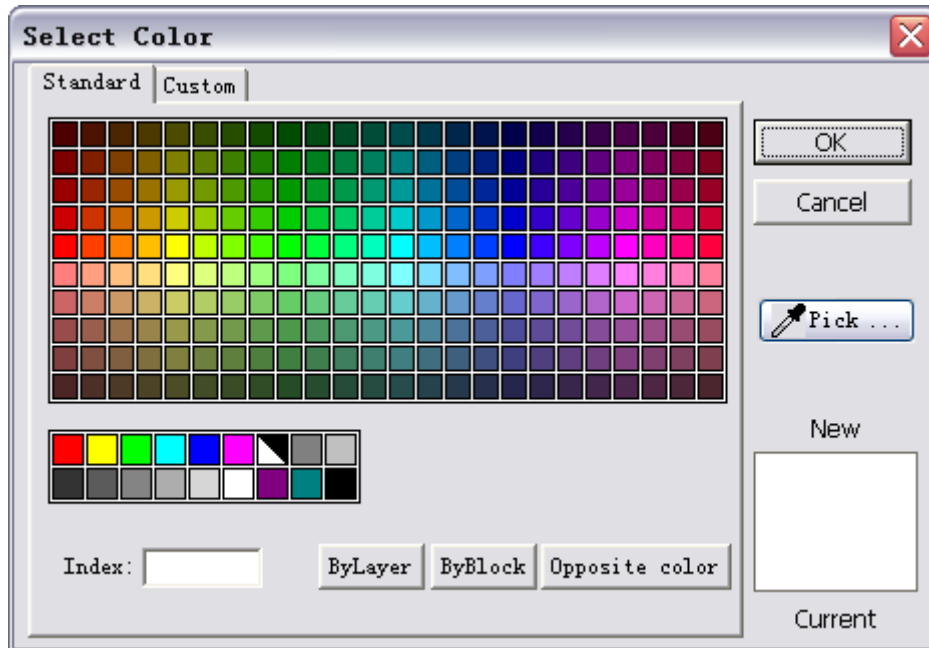 Select Color
Standard Custom
OK
Cancel
Pick ...
New
Current
Index: ByLayer ByBlock Opposite color